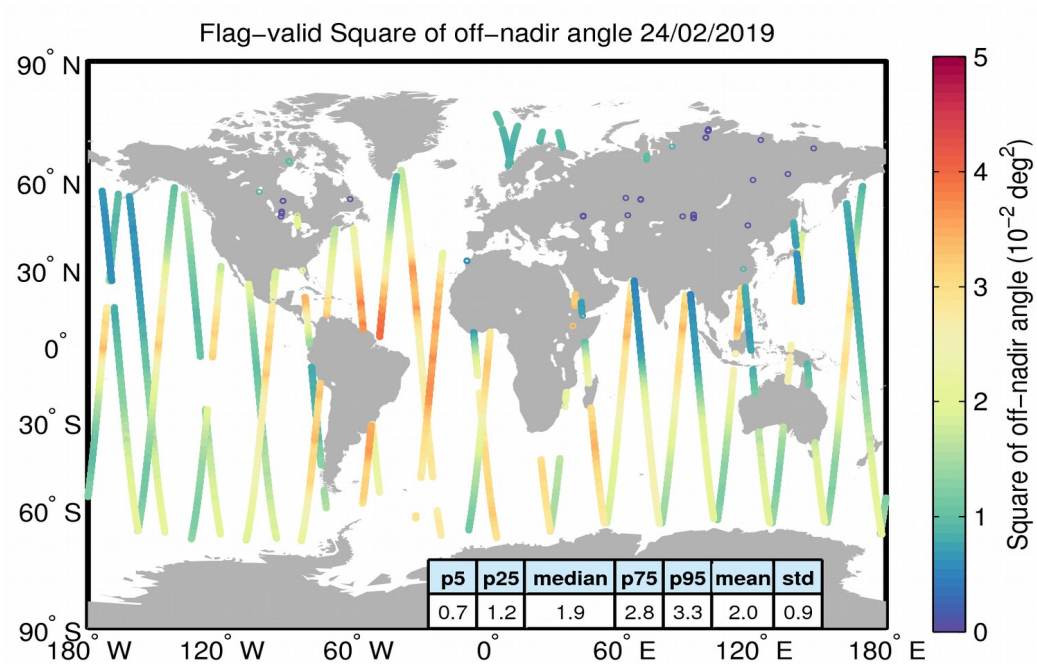 Flag−valid Square of off−nadir angle 24/02/2019
90° N
60° N
30° N
0°
30° S
60° S
90° S
180° W
120° W
60° W
0°
60° E
120° E
180° E
5
4
3
2
1
0
Square of off−nadir angle (10⁻² deg²)
p5 p25 median p75 p95 mean std
0.7 1.2 1.9 2.8 3.3 2.0 0.9